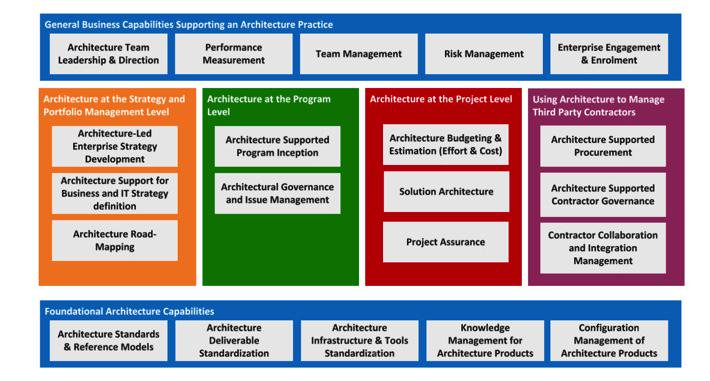 General Business Capabilities Supporting an Architecture Practice
Architecture Team
Leadership & Direction
Performance
Measurement
Team Management
Risk Management
Enterprise Engagement
& Enrolment
Architecture at the Strategy and
Portfolio Management Level
Architecture-Led
Enterprise Strategy
Development
Architecture Support for
Business and IT Strategy
definition
Architecture Road-
Mapping
Architecture at the Program
Level
Architecture Supported
Program Inception
Architectural Governance
and Issue Management
Architecture at the Project Level
Architecture Budgeting &
Estimation (Effort & Cost)
Solution Architecture
Project Assurance
Using Architecture to Manage
Third Party Contractors
Architecture Supported
Procurement
Architecture Supported
Contractor Governance
Contractor Collaboration
and Integration
Management
Foundational Architecture Capabilities
Architecture Standards
& Reference Models
Architecture
Deliverable
Standardization
Architecture
Infrastructure & Tools
Standardization
Knowledge
Management for
Architecture Products
Configuration
Management of
Architecture Products